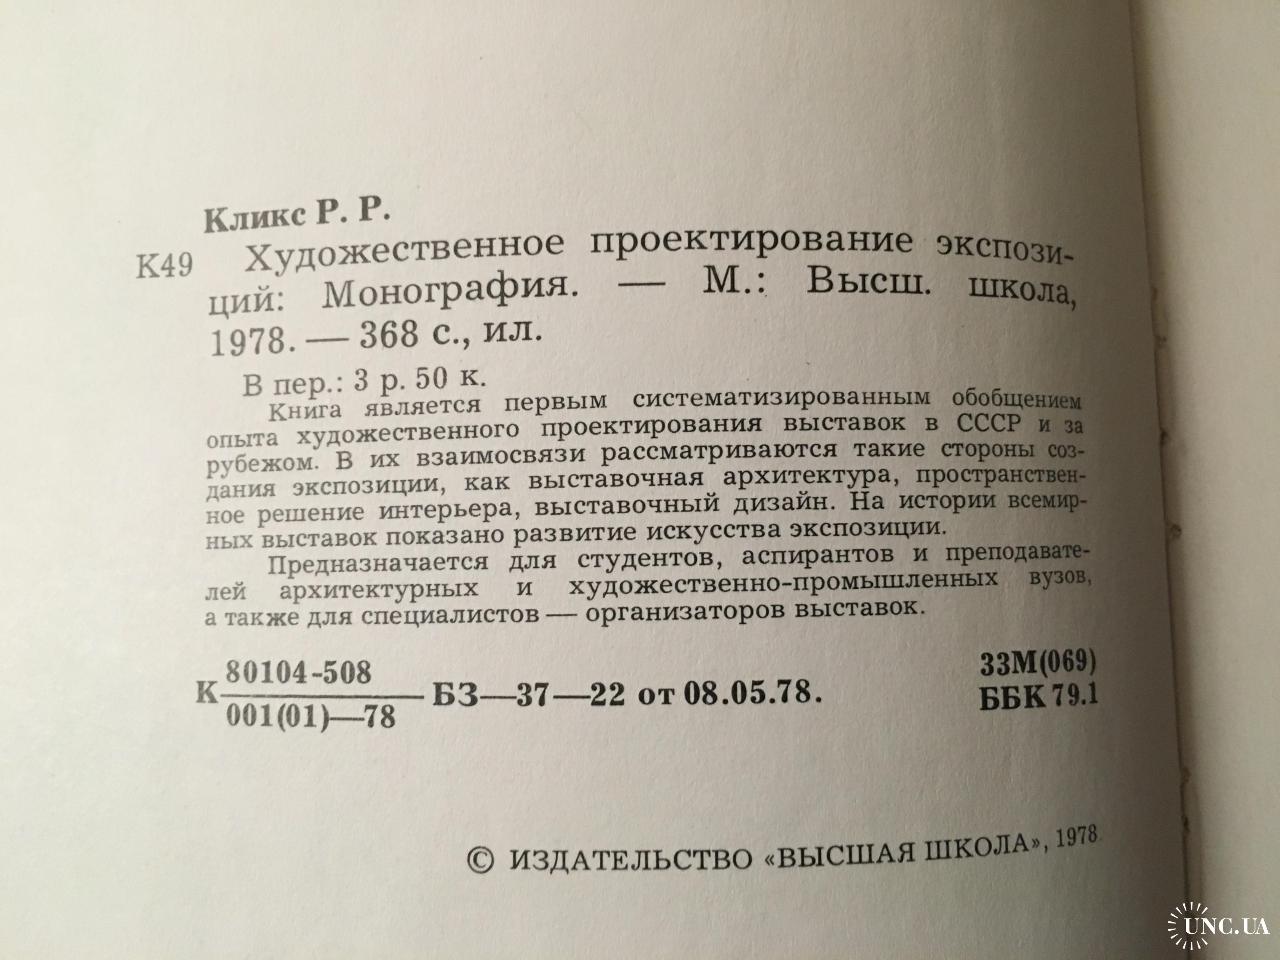 Кликс Р. Р.
К49 Художественное проектирование экспози-
ций: Монография. — М.: Высш. школа,
1978. — 368 с., ил.
В пер.: 3 р. 50 к.
Книга является первым систематизированным обобщением
опыта художественного проектирования выставок в СССР и за
рубежом. В их взаимосвязи рассматриваются такие стороны соз-
дания экспозиции, как выставочная архитектура, пространствен-
ное решение интерьера, выставочный дизайн. На истории всемир-
ных выставок показано развитие искусства экспозиции.
Предназначается для студентов, аспирантов и преподавате-
лей архитектурных и художественно-промышленных вузов,
а также для специалистов — организаторов выставок.
80104-508
К БЗ—37—22 от 08.05.78.
001(01)—78
33М(069)
ББК 79.1
© ИЗДАТЕЛЬСТВО «ВЫСШАЯ ШКОЛА», 1978
UNC.UA